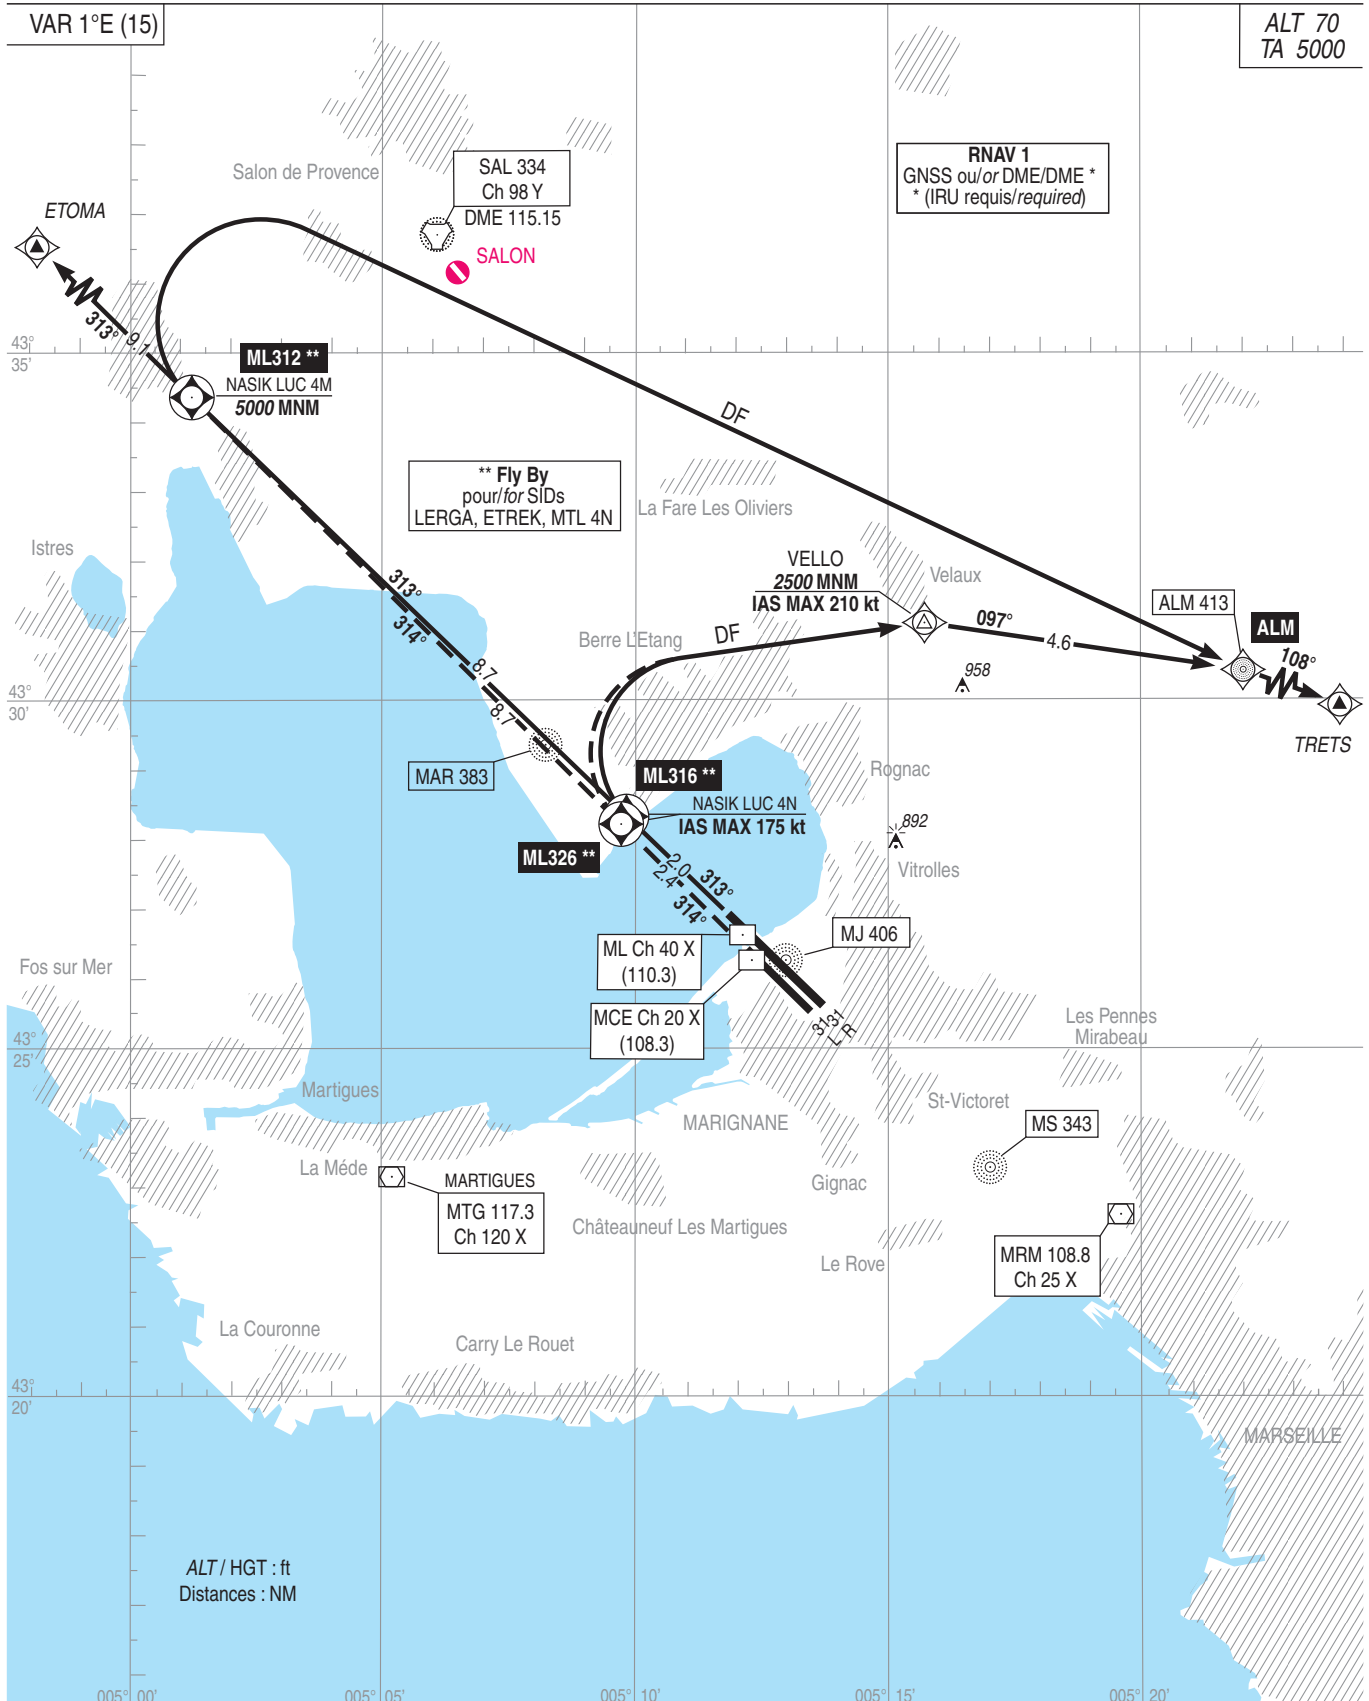 VAR 1°E (15)
ALT 70
TA 5000
RNAV 1
GNSS ou/or DME/DME *
* (IRU requis/required)
Salon de Provence
SAL 334
Ch 98 Y
DME 115.15
SALON
ETOMA
313°
9.1
43°
35'
ML312 **
NASIK LUC 4M
5000 MNM
DF
** Fly By
pour/for SIDs
LERGA, ETREK, MTL 4N
La Fare Les Oliviers
Istres
VELLO
2500 MNM
IAS MAX 210 kt
Velaux
ALM 413
ALM
313°
314°
Berre L'Etang
DF
097°
4.6
108°
8.7
8.7
958
43°
30'
TRETS
MAR 383
ML316 **
Rognac
NASIK LUC 4N
IAS MAX 175 kt
892
ML326 **
Vitrolles
2.0
313°
2.4
314°
MJ 406
ML Ch 40 X
(110.3)
Fos sur Mer
MCE Ch 20 X
(108.3)
31
L
31
R
Les Pennes
Mirabeau
43°
25'
Martigues
MARIGNANE
St-Victoret
MS 343
La Méde
MARTIGUES
MTG 117.3
Ch 120 X
Gignac
Châteauneuf Les Martigues
Le Rove
MRM 108.8
Ch 25 X
La Couronne
Carry Le Rouet
43°
20'
MARSEILLE
ALT / HGT : ft
Distances : NM
005° 00'
005° 05'
005° 10'
005° 15'
005° 20'